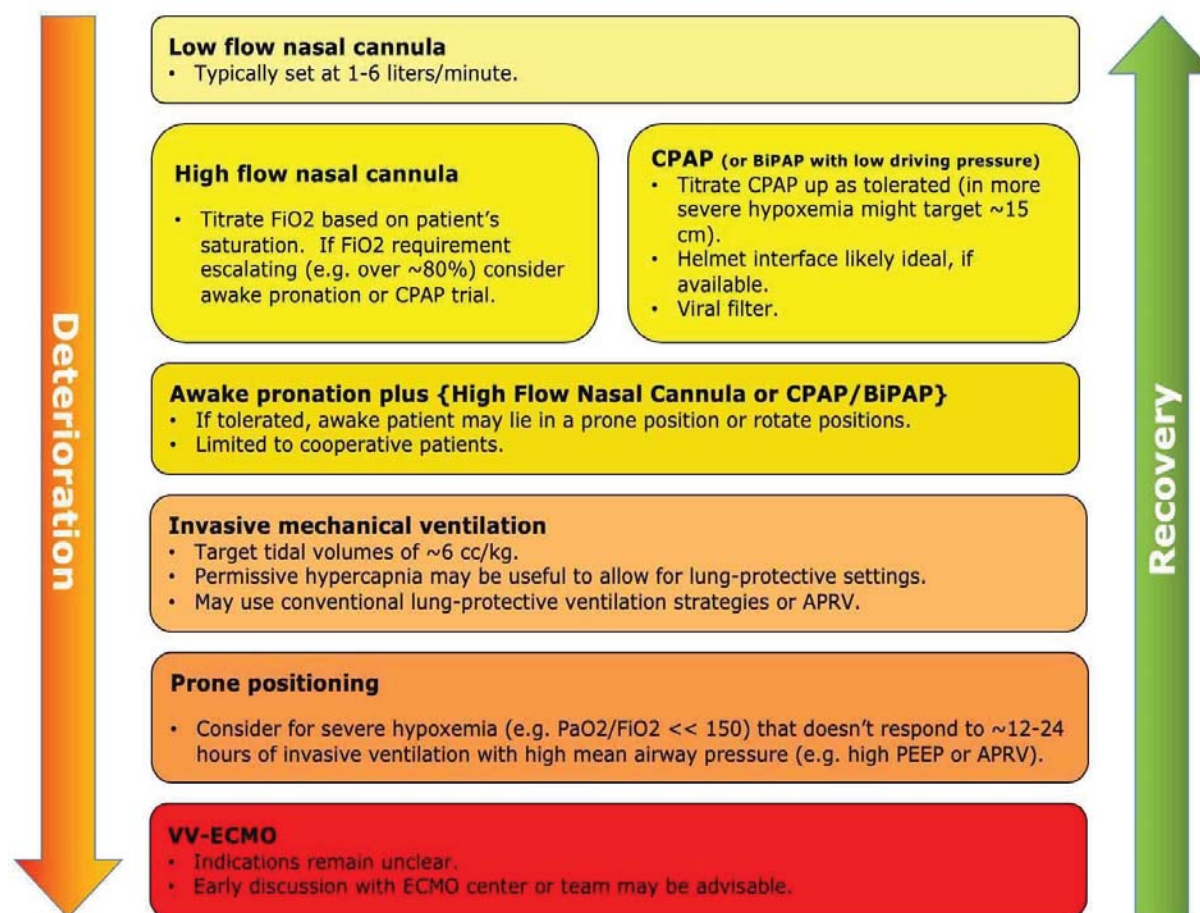 Low flow nasal cannula
• Typically set at 1-6 liters/minute.
High flow nasal cannula
• Titrate FiO2 based on patient's
saturation. If FiO2 requirement
escalating (e.g. over ~80%) consider
awake pronation or CPAP trial.
CPAP (or BiPAP with low driving pressure)
• Titrate CPAP up as tolerated (in more
severe hypoxemia might target ~15
cm).
• Helmet interface likely ideal, if
available.
• Viral filter.
Awake pronation plus {High Flow Nasal Cannula or CPAP/BiPAP}
• If tolerated, awake patient may lie in a prone position or rotate positions.
• Limited to cooperative patients.
Invasive mechanical ventilation
• Target tidal volumes of ~6 cc/kg.
• Permissive hypercapnia may be useful to allow for lung-protective settings.
• May use conventional lung-protective ventilation strategies or APRV.
Prone positioning
• Consider for severe hypoxemia (e.g. PaO2/FiO2 << 150) that doesn't respond to ~12-24
hours of invasive ventilation with high mean airway pressure (e.g. high PEEP or APRV).
VV-ECMO
• Indications remain unclear.
• Early discussion with ECMO center or team may be advisable.
Deterioration
Recovery